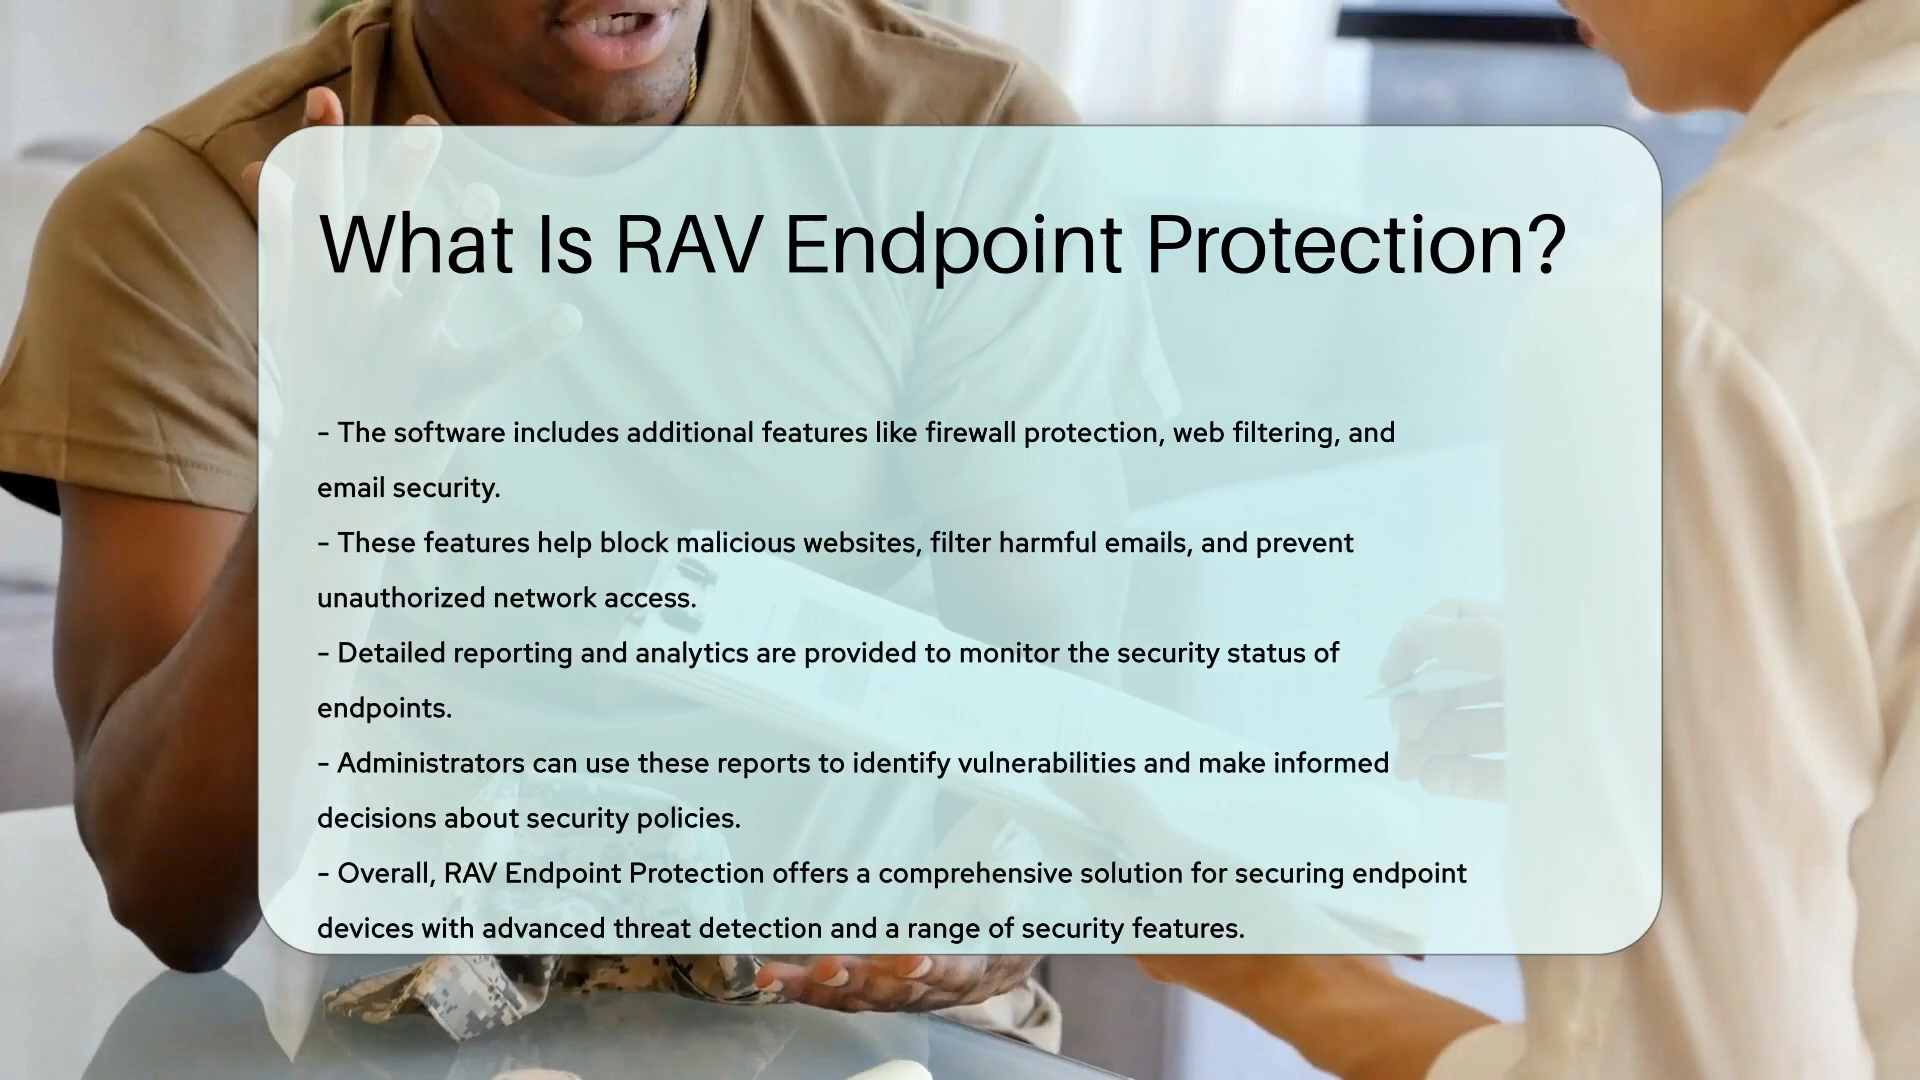 What Is RAV Endpoint Protection?
- The software includes additional features like firewall protection, web filtering, and
email security.
- These features help block malicious websites, filter harmful emails, and prevent
unauthorized network access.
- Detailed reporting and analytics are provided to monitor the security status of
endpoints.
- Administrators can use these reports to identify vulnerabilities and make informed
decisions about security policies.
- Overall, RAV Endpoint Protection offers a comprehensive solution for securing endpoint
devices with advanced threat detection and a range of security features.